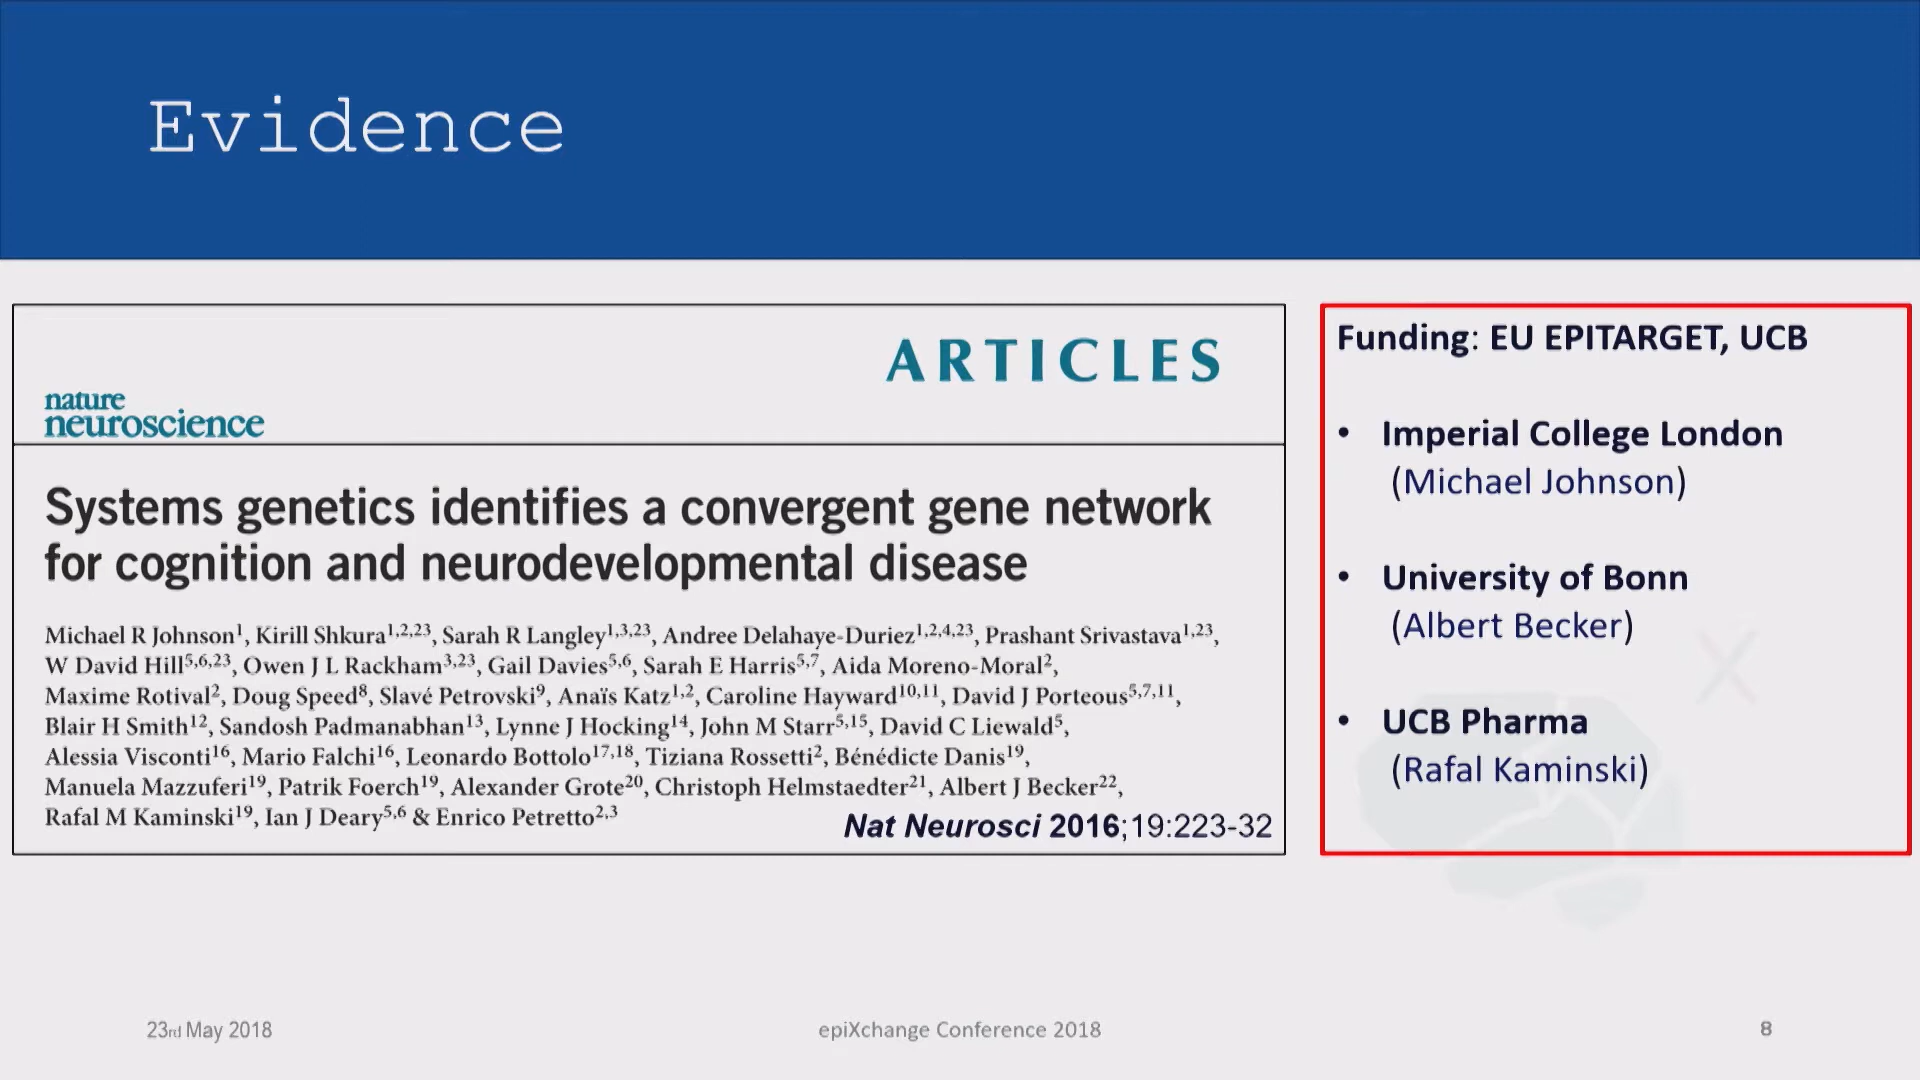 Evidence
ARTICLES
nature
neuroscience
Systems genetics identifies a convergent gene network
for cognition and neurodevelopmental disease
Michael R Johnson1, Kirill Shkura1,2,23, Sarah R Langley1,3,23, Andree Delahaye-Duriez1,2,4,23, Prashant Srivastava1,23,
W David Hill5,6,23, Owen J L Rackham3,23, Gail Davies5,6, Sarah E Harris5,7, Aida Moreno-Moral2,
Maxime Rotival2, Doug Speed8, Slavé Petrovski9, Anaïs Katz1,2, Caroline Hayward10,11, David J Porteous5,7,11,
Blair H Smith12, Sandosh Padmanabhan13, Lynne J Hocking14, John M Starr5,15, David C Liewald5,
Alessia Visconti16, Mario Falchi16, Leonardo Bottolo17,18, Tiziana Rossetti2, Bénédicte Danis19,
Manuela Mazzuferi19, Patrik Foerch19, Alexander Grote20, Christoph Helmstaedter21, Albert J Becker22,
Rafal M Kaminski19, Ian J Deary5,6 & Enrico Petretto2,3
Nat Neurosci 2016;19:223-32
Funding: EU EPITARGET, UCB
• Imperial College London
(Michael Johnson)
• University of Bonn
(Albert Becker)
• UCB Pharma
(Rafal Kaminski)
23rd May 2018
epiXchange Conference 2018
8